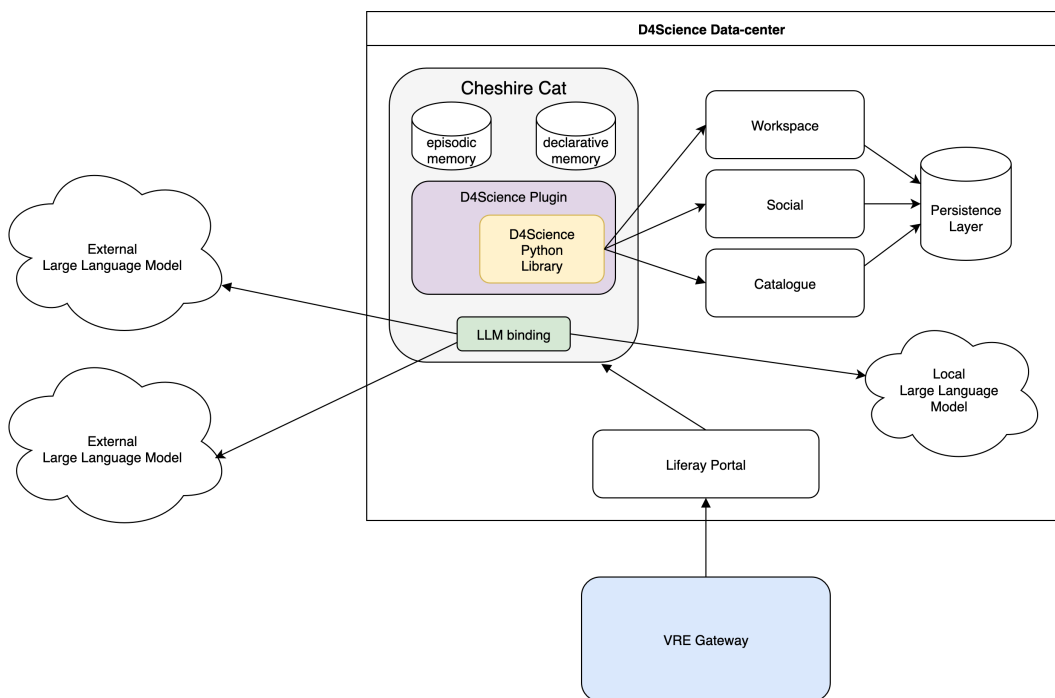 D4Science Data-center
Cheshire Cat
episodic
memory
declarative
memory
D4Science Plugin
D4Science
Python
Library
LLM binding
Workspace
Social
Catalogue
Persistence
Layer
External
Large Language Model
External
Large Language Model
Local
Large Language
Model
Liferay Portal
VRE Gateway